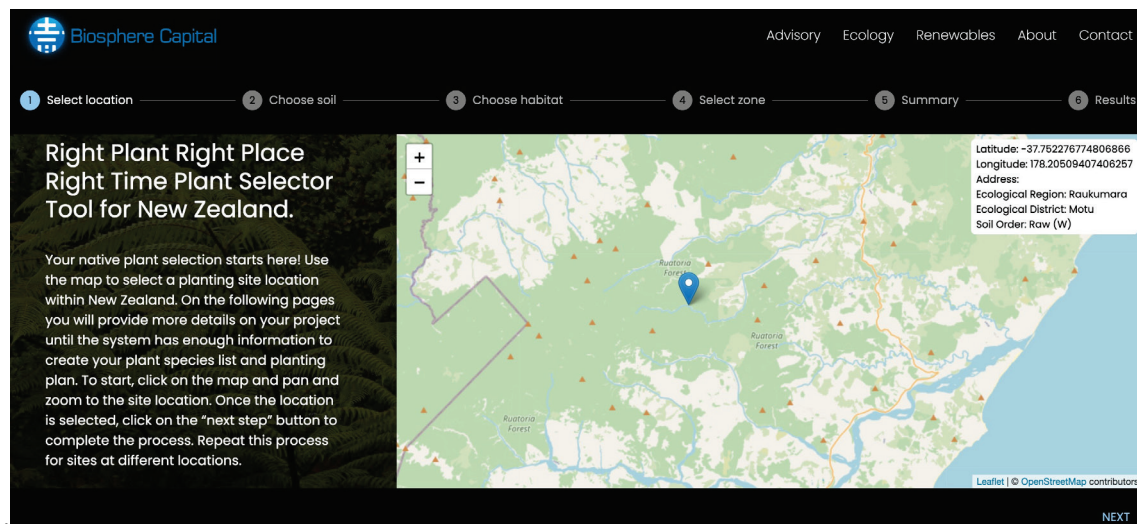 Biosphere Capital
Advisory Ecology Renewables About Contact
1 Select location 2 Choose soil 3 Choose habitat 4 Select zone 5 Summary 6 Results
Right Plant Right Place
Right Time Plant Selector
Tool for New Zealand.
Your native plant selection starts here! Use
the map to select a planting site location
within New Zealand. On the following pages
you will provide more details on your project
until the system has enough information to
create your plant species list and planting
plan. To start, click on the map and pan and
zoom to the site location. Once the location
is selected, click on the “next step” button to
complete the process. Repeat this process
for sites at different locations.
+
−
Ruatoria
Forest
Ruatoria
Forest
Ruatoria
Forest
Latitude: -37.752276774806866
Longitude: 178.20509407406257
Address:
Ecological Region: Raukumara
Ecological District: Motu
Soil Order: Raw (W)
Leaflet | © OpenStreetMap contributors
NEXT